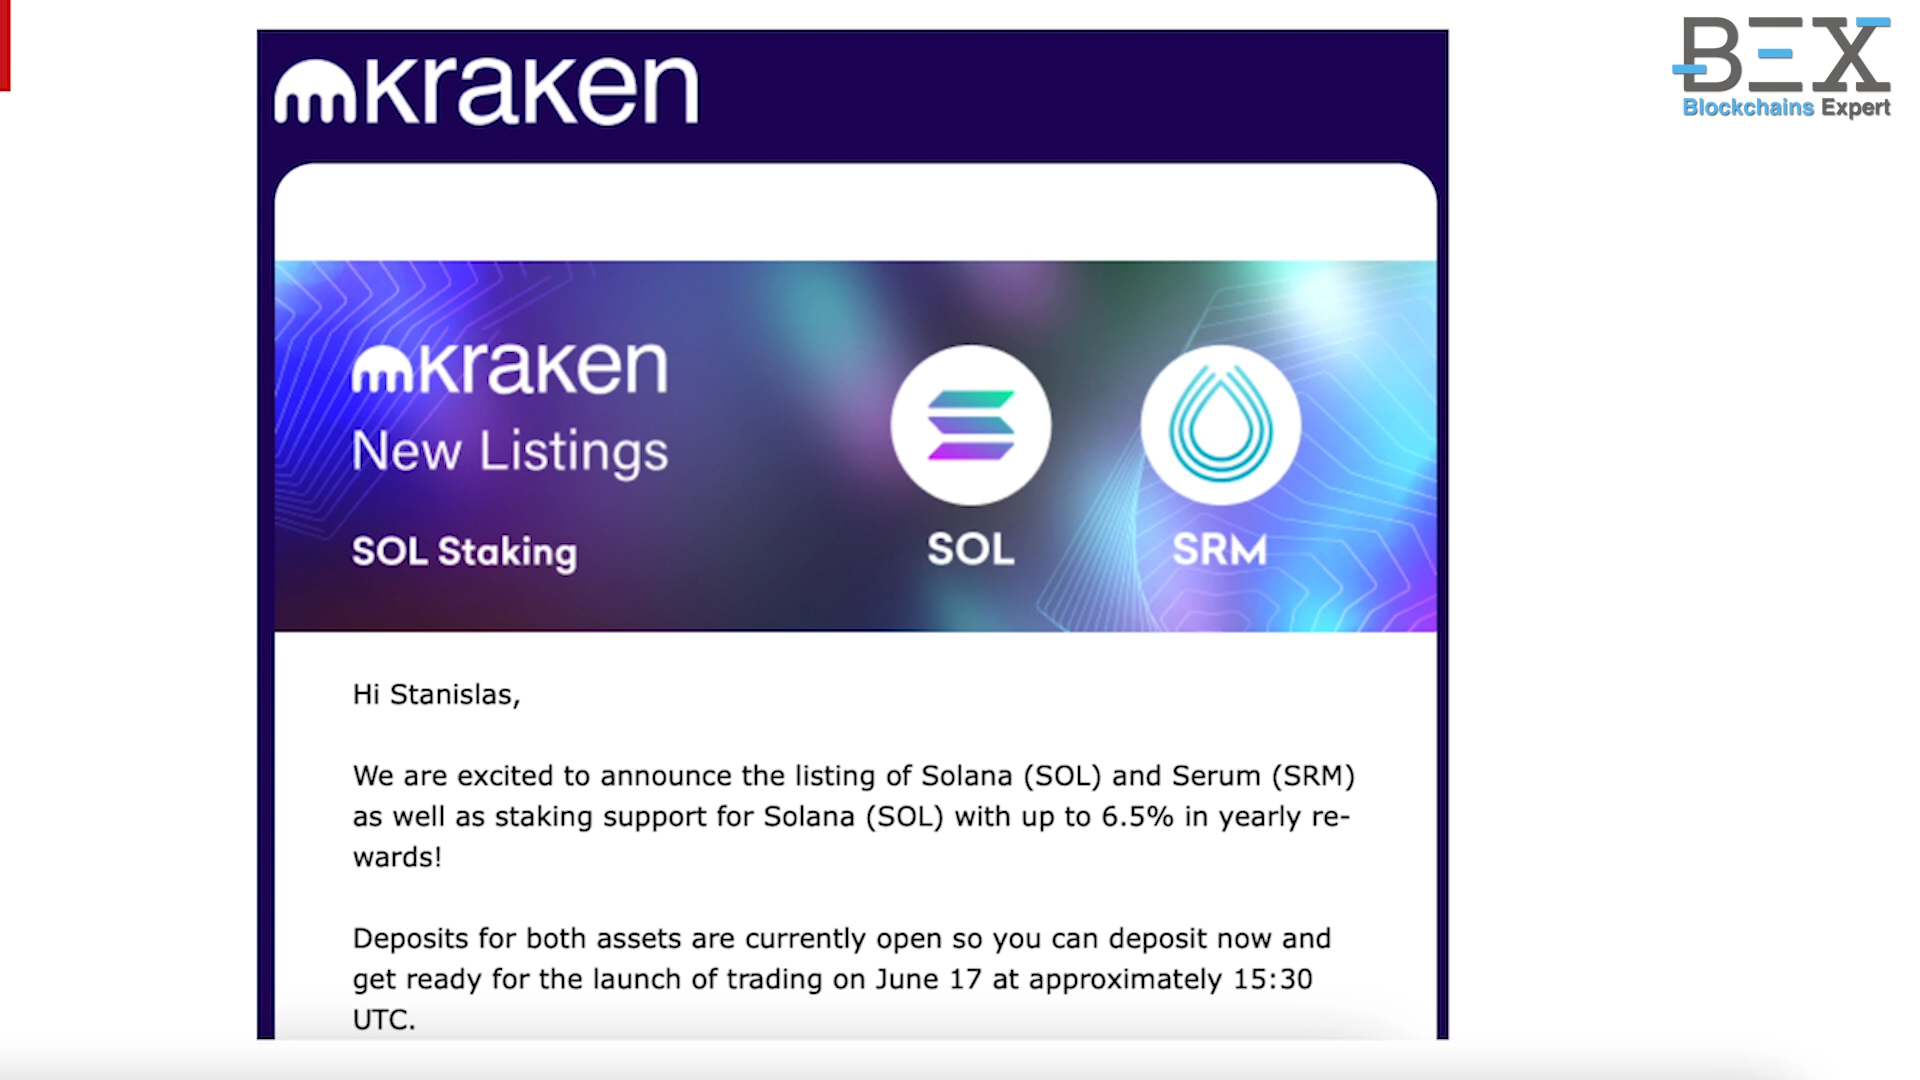 BEX
Blockchains Expert
mKraken
mKraken
New Listings
SOL Staking
SOL
SRM
Hi Stanislas,
We are excited to announce the listing of Solana (SOL) and Serum (SRM)
as well as staking support for Solana (SOL) with up to 6.5% in yearly re-
wards!
Deposits for both assets are currently open so you can deposit now and
get ready for the launch of trading on June 17 at approximately 15:30
UTC.